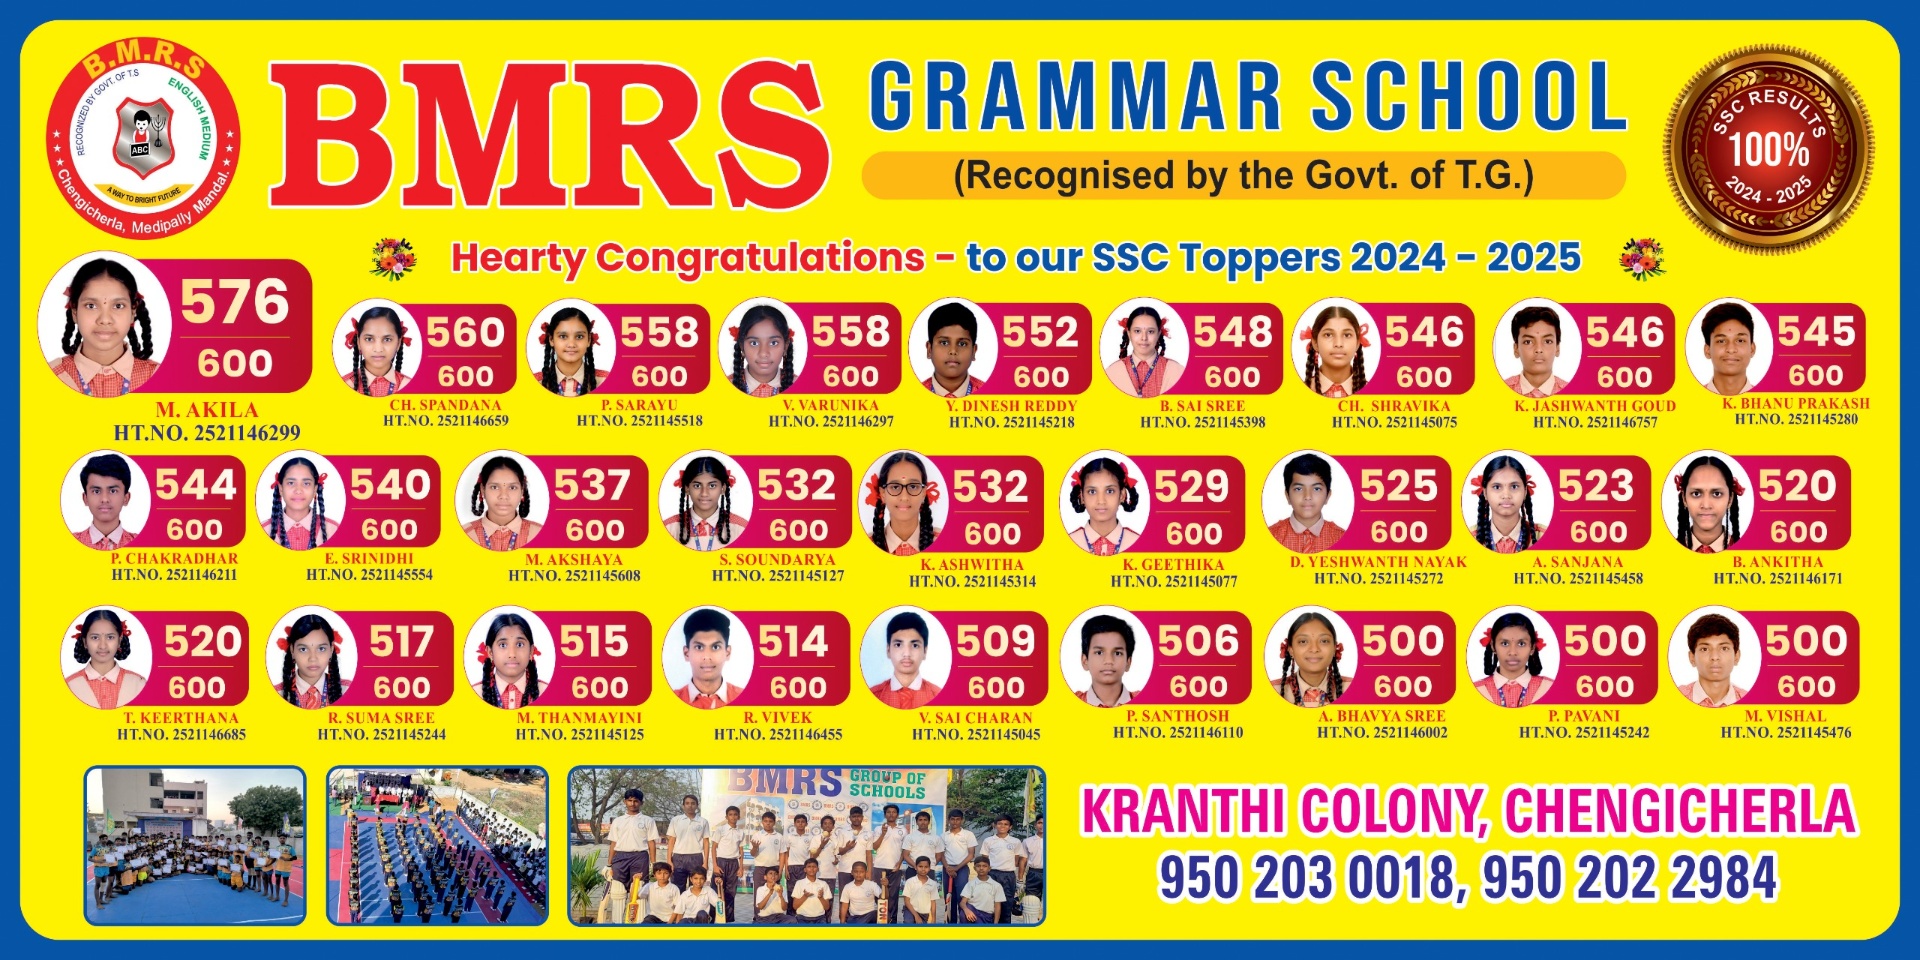 B.M.R.S
RECOGNIZED BY GOVT. OF T.S
ENGLISH MEDIUM
ABC
A WAY TO BRIGHT FUTURE
Chengicherla, Medipally Mandal.
BMRS
GRAMMAR SCHOOL
(Recognised by the Govt. of T.G.)
SSC RESULTS
100%
2024 - 2025
Hearty Congratulations - to our SSC Toppers 2024 - 2025
576
600
M. AKILA
HT.NO. 2521146299
560
600
CH. SPANDANA
HT.NO. 2521146659
558
600
P. SARAYU
HT.NO. 2521145518
558
600
V. VARUNIKA
HT.NO. 2521146297
552
600
Y. DINESH REDDY
HT.NO. 2521145218
548
600
B. SAI SREE
HT.NO. 2521145398
546
600
CH. SHRAVIKA
HT.NO. 2521145075
546
600
K. JASHWANTH GOUD
HT.NO. 2521146757
545
600
K. BHANU PRAKASH
HT.NO. 2521145280
544
600
P. CHAKRADHAR
HT.NO. 2521146211
540
600
E. SRINIDHI
HT.NO. 2521145554
537
600
M. AKSHAYA
HT.NO. 2521145608
532
600
S. SOUNDARYA
HT.NO. 2521145127
532
600
K. ASHWITHA
HT.NO. 2521145314
529
600
K. GEETHIKA
HT.NO. 2521145077
525
600
D. YESHWANTH NAYAK
HT.NO. 2521145272
523
600
A. SANJANA
HT.NO. 2521145458
520
600
B. ANKITHA
HT.NO. 2521146171
520
600
T. KEERTHANA
HT.NO. 2521146685
517
600
R. SUMA SREE
HT.NO. 2521145244
515
600
M. THANMAYINI
HT.NO. 2521145125
514
600
R. VIVEK
HT.NO. 2521146455
509
600
V. SAI CHARAN
HT.NO. 2521145045
506
600
P. SANTHOSH
HT.NO. 2521146110
500
600
A. BHAVYA SREE
HT.NO. 2521146002
500
600
P. PAVANI
HT.NO. 2521145242
500
600
M. VISHAL
HT.NO. 2521145476
BMRS GROUP OF
SCHOOLS
TON
KRANTHI COLONY, CHENGICHERLA
950 203 0018, 950 202 2984